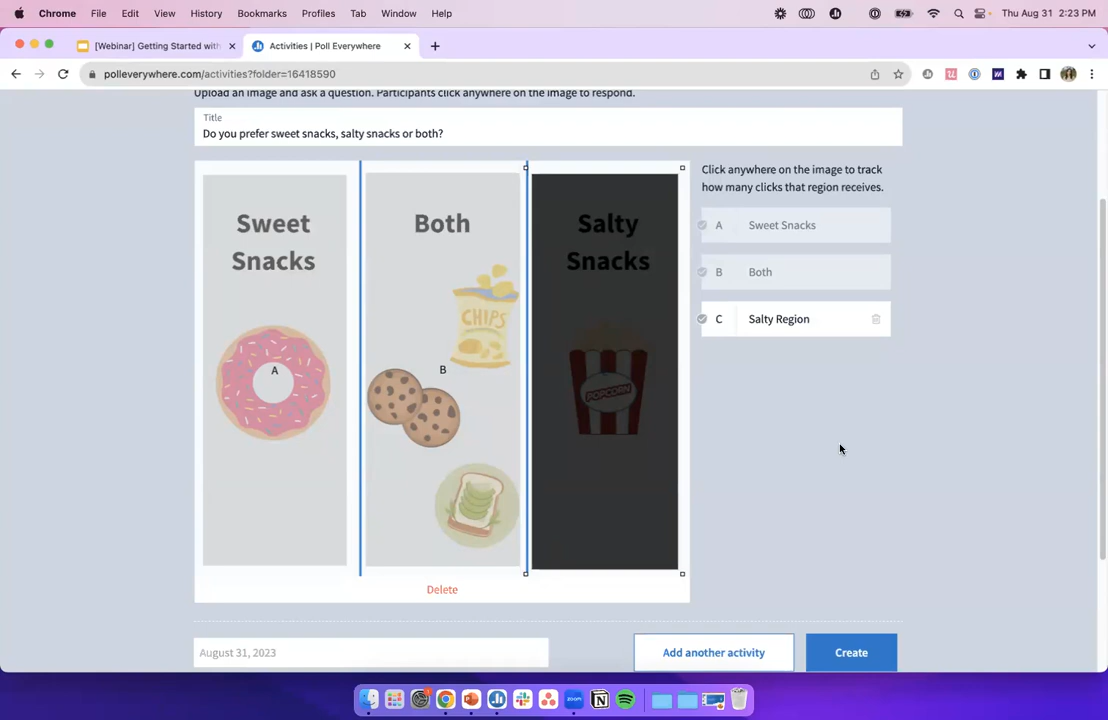 Chrome File Edit View History Bookmarks Profiles Tab Window Help Thu Aug 31 2:23 PM
[Webinar] Getting Started with Activities | Poll Everywhere
polleverywhere.com/activities?folder=16418590
Upload an image and ask a question. Participants click anywhere on the image to respond.
Title
Do you prefer sweet snacks, salty snacks or both?
Sweet
Snacks
A
Both
CHIPS
B
Salty
Snacks
POPCORN
Delete
Click anywhere on the image to track
how many clicks that region receives.
A Sweet Snacks
B Both
C Salty Region
August 31, 2023
Add another activity
Create